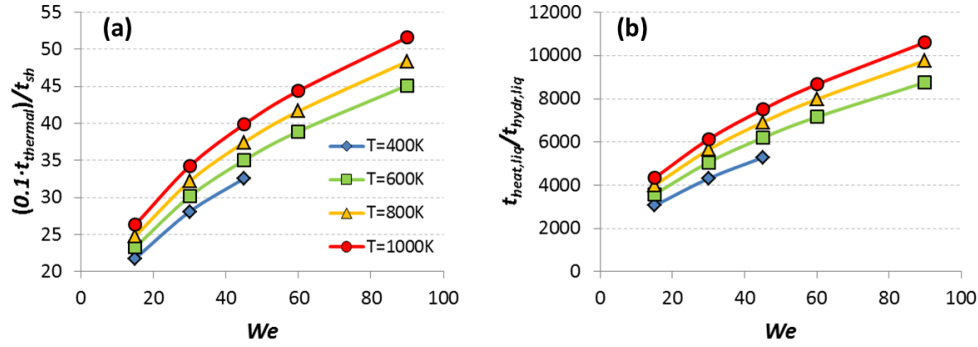 (a)
(0.1·t_thermal)/t_sh
55
50
45
40
35
30
25
20
0 20 40 60 80 100
We
T=400K
T=600K
T=800K
T=1000K
(b)
t_heat,liq/t_hydr,liq
12000
10000
8000
6000
4000
2000
0
0 20 40 60 80 100
We